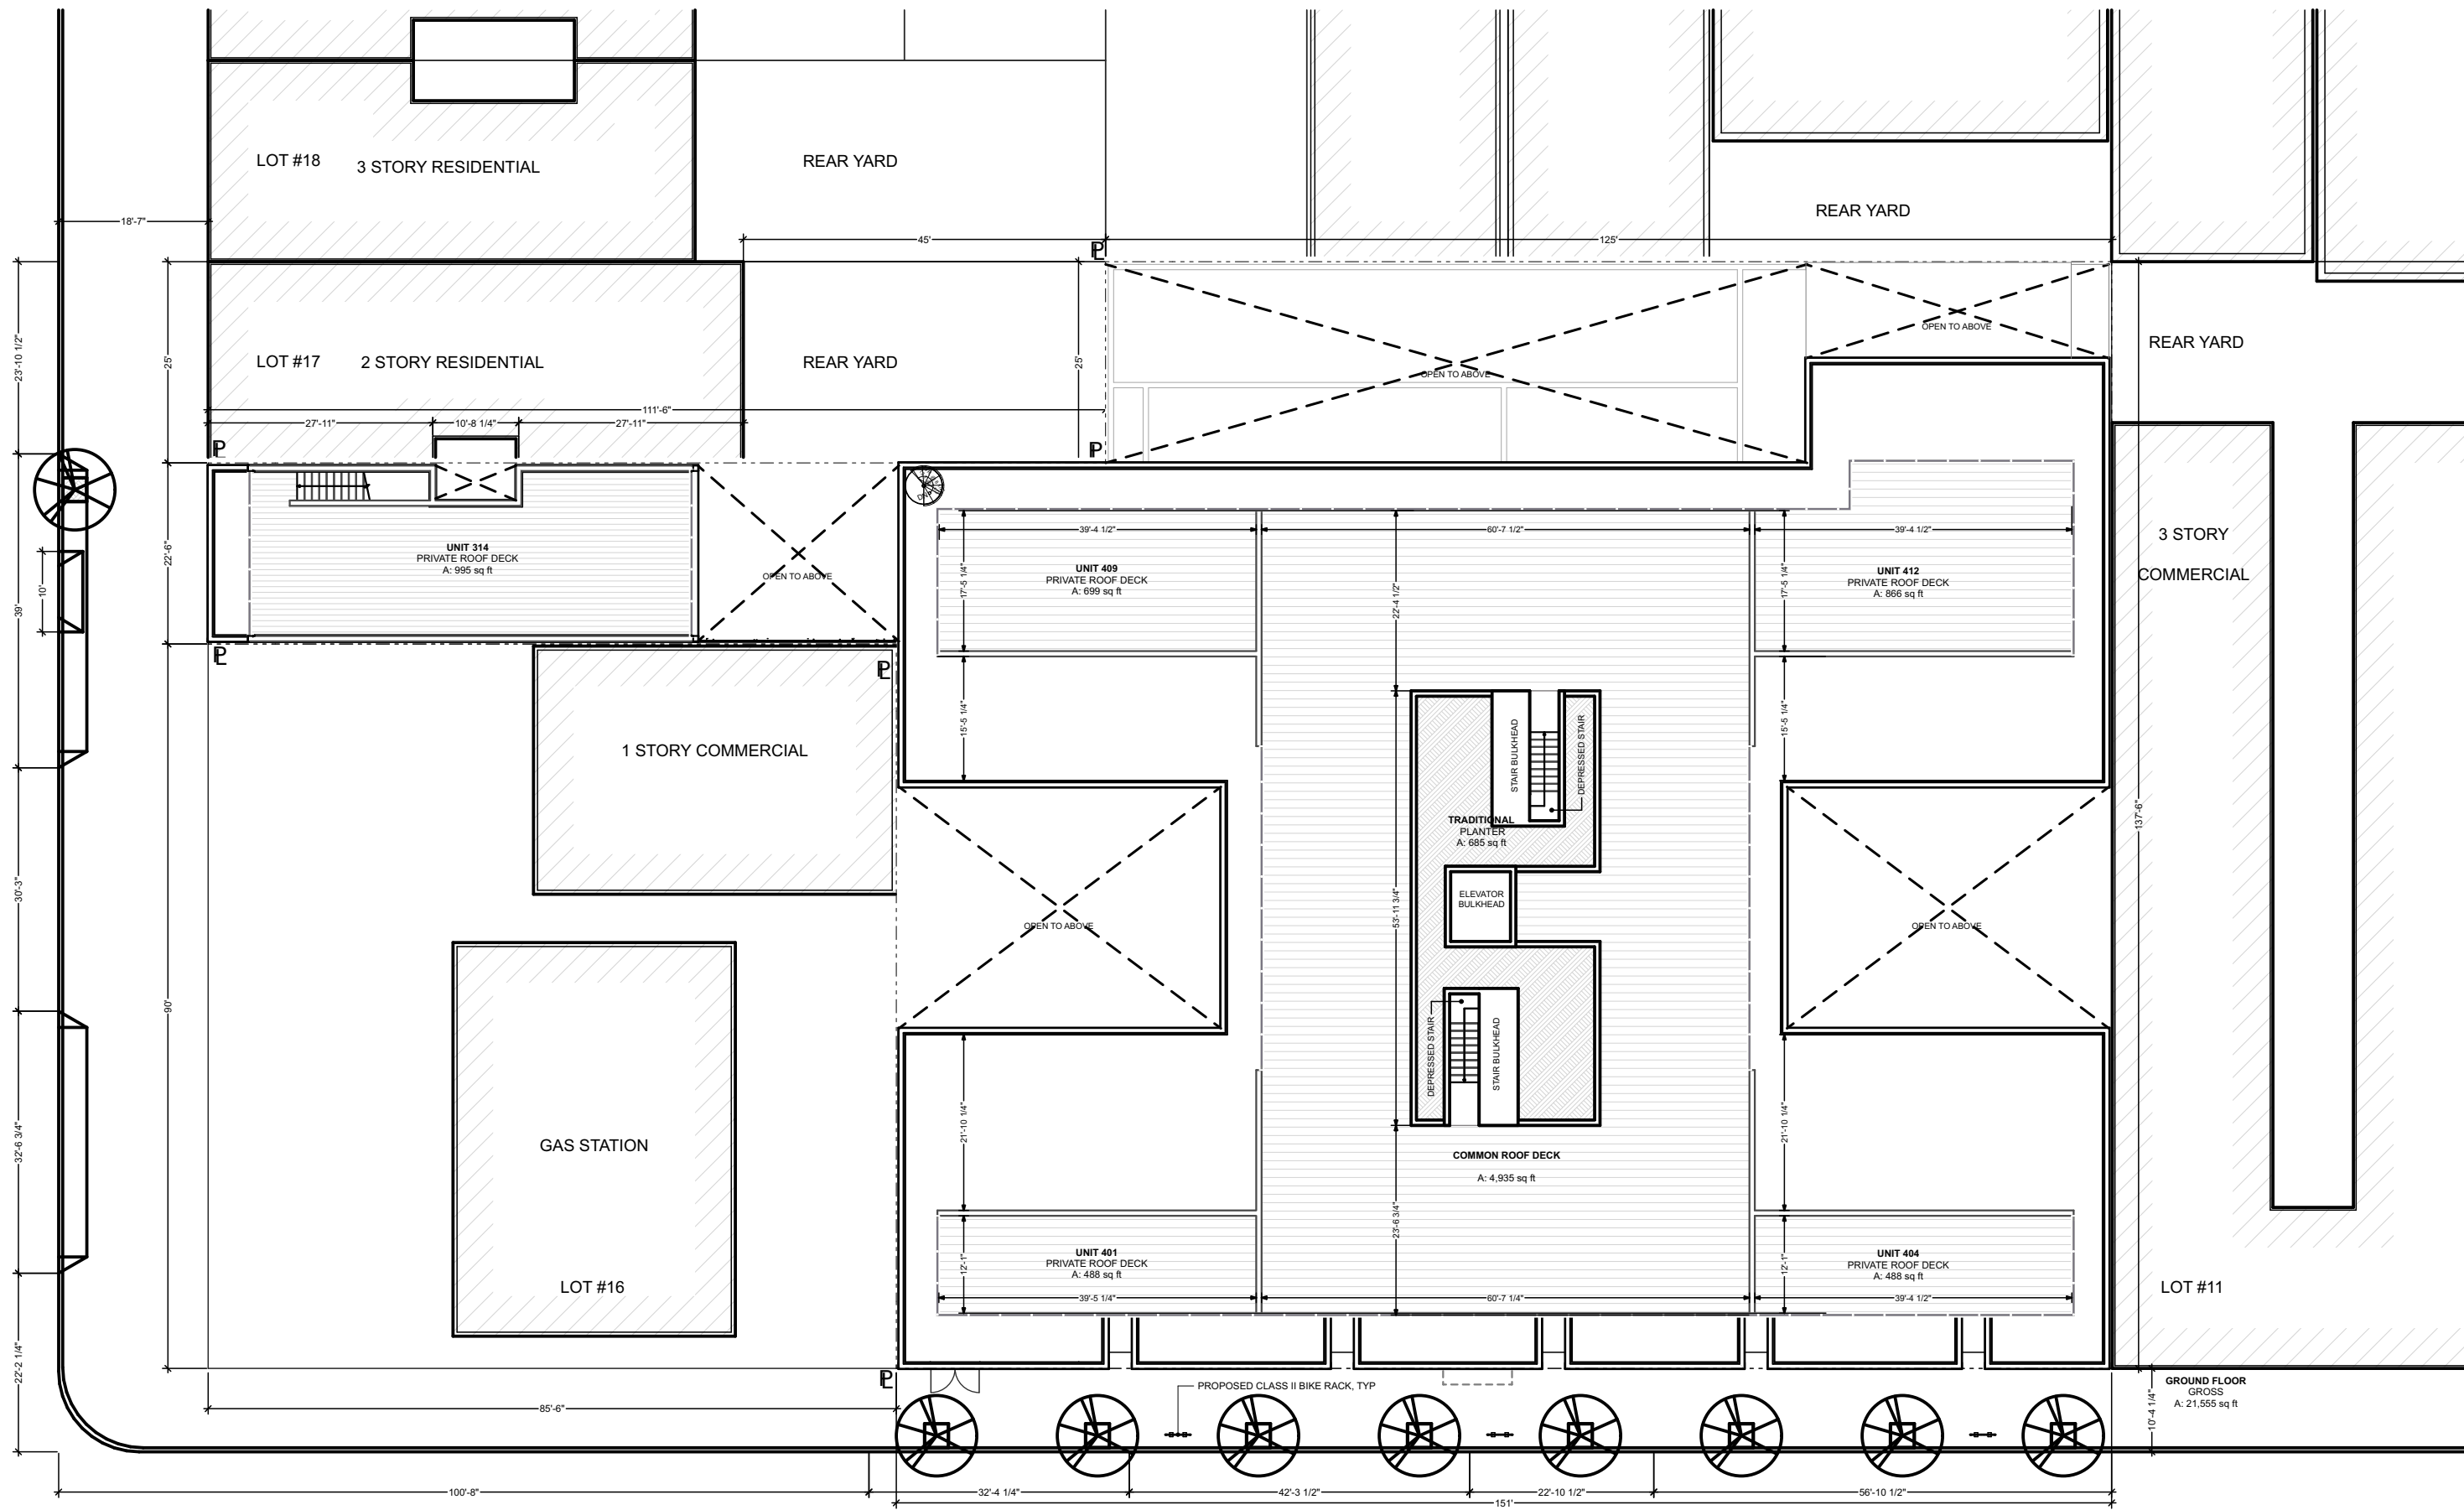 LOT #18
3 STORY RESIDENTIAL
REAR YARD
REAR YARD
18'-7"
45'
125'
PL
23'-10 1/2"
25'
LOT #17
2 STORY RESIDENTIAL
REAR YARD
25'
OPEN TO ABOVE
OPEN TO ABOVE
REAR YARD
111'-6"
27'-11"
10'-8 1/4"
27'-11"
PL
PL
39'
10'
22'-6"
UNIT 314
PRIVATE ROOF DECK
A: 995 sq ft
OPEN TO ABOVE
39'-4 1/2"
60'-7 1/2"
39'-4 1/2"
17'-5 1/4"
UNIT 409
PRIVATE ROOF DECK
A: 699 sq ft
22'-4 1/2"
17'-5 1/4"
UNIT 412
PRIVATE ROOF DECK
A: 866 sq ft
3 STORY
COMMERCIAL
PL
PL
15'-5 1/4"
15'-5 1/4"
1 STORY COMMERCIAL
STAIR BULKHEAD
DEPRESSED STAIR
TRADITIONAL
PLANTER
A: 685 sq ft
137'-6"
30'-3"
53'-11 3/4"
ELEVATOR
BULKHEAD
OPEN TO ABOVE
OPEN TO ABOVE
90'
DEPRESSED STAIR
STAIR BULKHEAD
32'-6 3/4"
GAS STATION
21'-10 1/4"
21'-10 1/4"
COMMON ROOF DECK
A: 4,935 sq ft
23'-6 3/4"
12'-1"
UNIT 401
PRIVATE ROOF DECK
A: 488 sq ft
12'-1"
UNIT 404
PRIVATE ROOF DECK
A: 488 sq ft
LOT #16
LOT #11
39'-5 1/4"
60'-7 1/4"
39'-4 1/2"
22'-2 1/4"
PL
PROPOSED CLASS II BIKE RACK, TYP
GROUND FLOOR
GROSS
A: 21,555 sq ft
10'-4 1/4"
85'-6"
100'-8"
32'-4 1/4"
42'-3 1/2"
22'-10 1/2"
56'-10 1/2"
151'